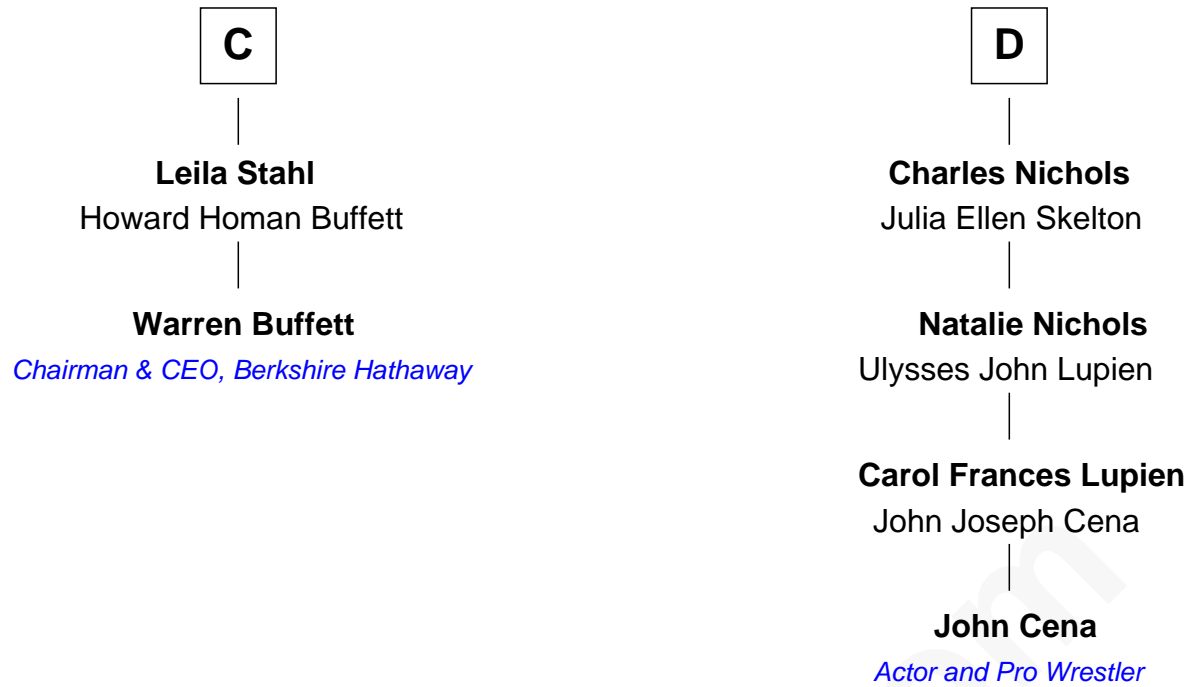 C
Leila Stahl
Howard Homan Buffett
Warren Buffett
Chairman & CEO, Berkshire Hathaway
D
Charles Nichols
Julia Ellen Skelton
Natalie Nichols
Ulysses John Lupien
Carol Frances Lupien
John Joseph Cena
John Cena
Actor and Pro Wrestler